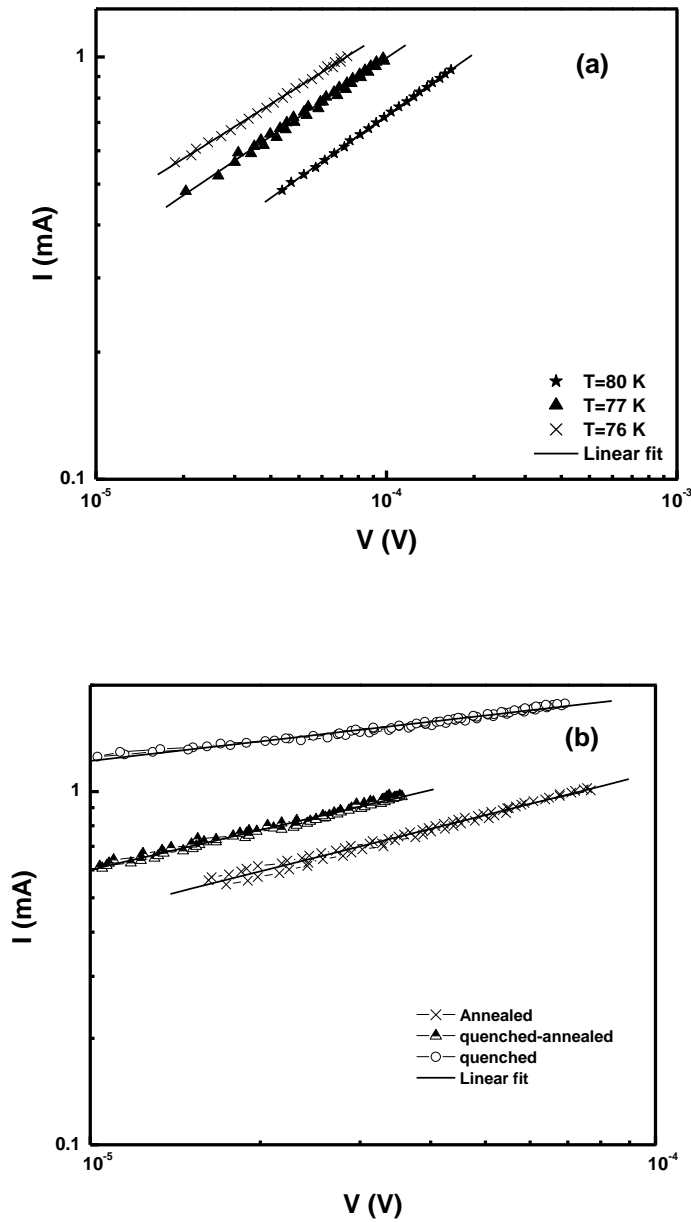 (a)
1
I (mA)
T=80 K
T=77 K
T=76 K
Linear fit
0.1
10-5
10-4
10-3
V (V)
(b)
1
I (mA)
Annealed
quenched-annealed
quenched
Linear fit
0.1
10-5
10-4
V (V)